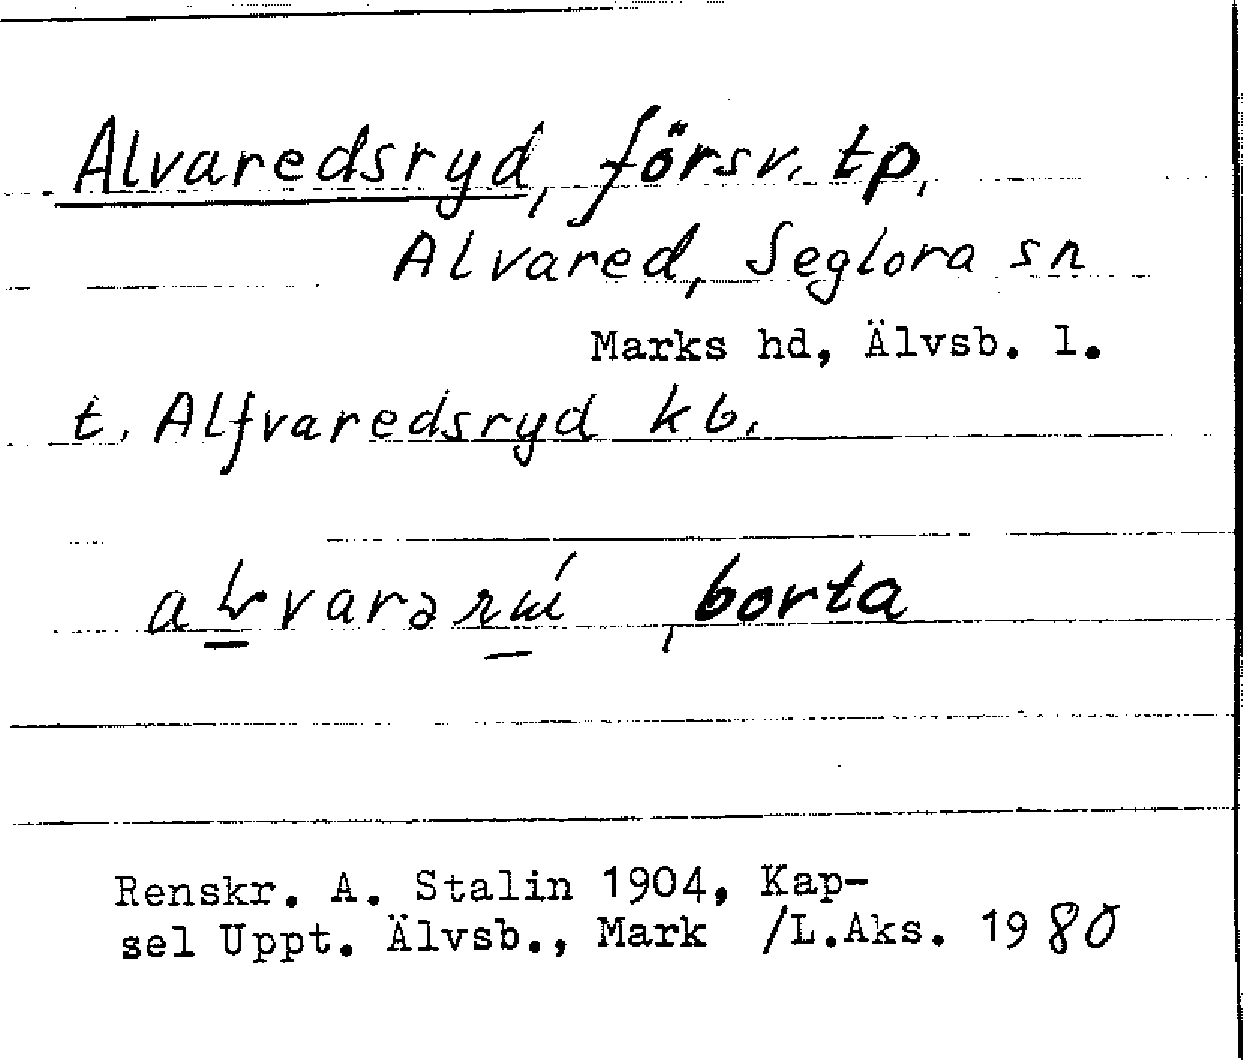 Alvaredsryd, försv. tp,
Alvared, Seglora sn
Marks hd, Älvsb. l.
t. Alfvaredsryd kb.
, borta
Renskr. A. Stalin 1904, Kap-
sel Uppt. Älvsb., Mark /L.Aks. 1980